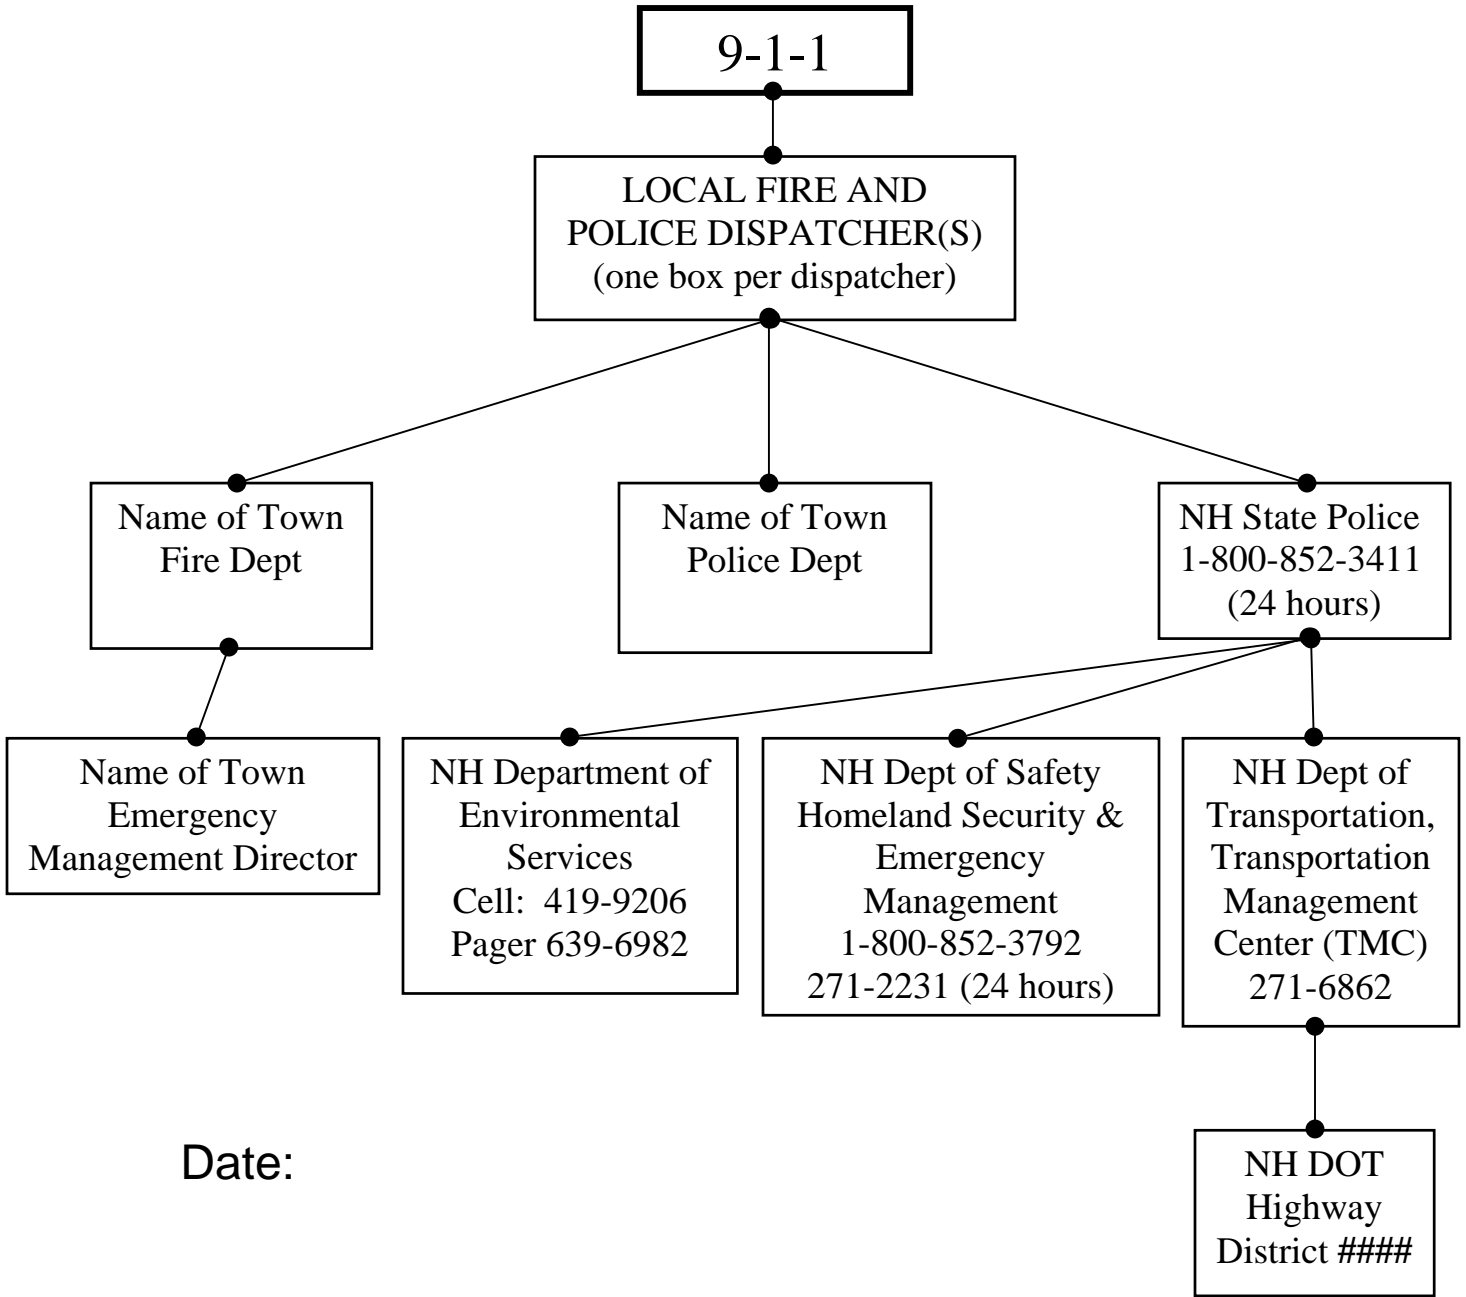 9-1-1
LOCAL FIRE AND
POLICE DISPATCHER(S)
(one box per dispatcher)
Name of Town
Fire Dept
Name of Town
Police Dept
NH State Police
1-800-852-3411
(24 hours)
Name of Town
Emergency
Management Director
NH Department of
Environmental
Services
Cell:  419-9206
Pager 639-6982
NH Dept of Safety
Homeland Security &
Emergency
Management
1-800-852-3792
271-2231 (24 hours)
NH Dept of
Transportation,
Transportation
Management
Center (TMC)
271-6862
Date:
NH DOT
Highway
District ####